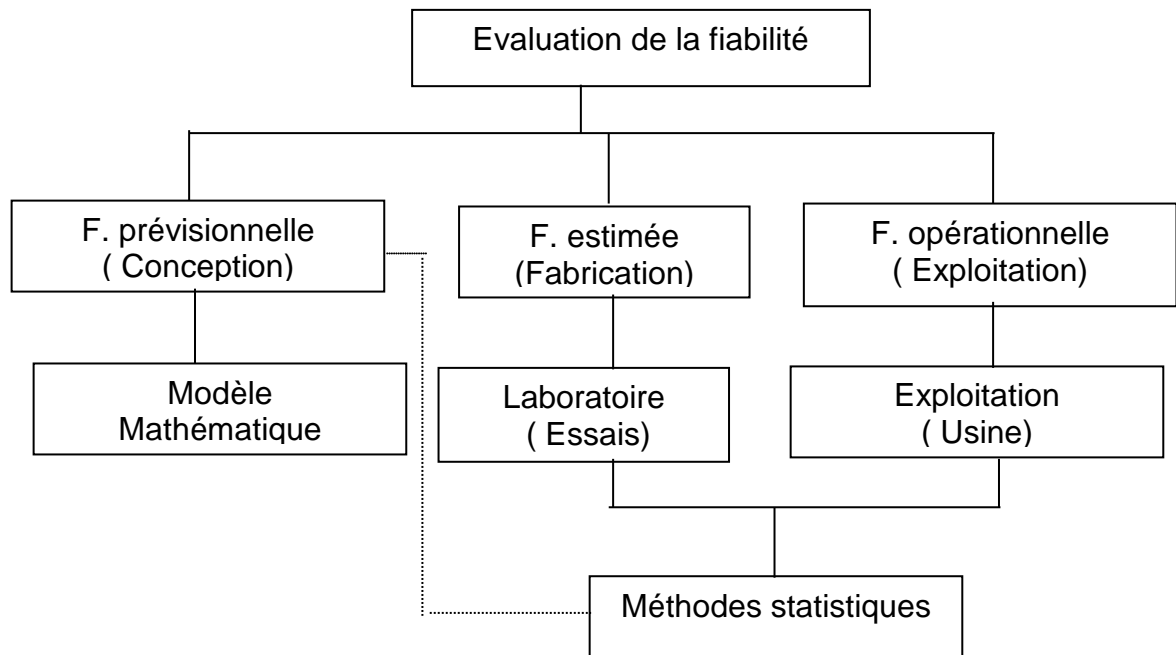 Evaluation de la fiabilité
F. prévisionnelle
( Conception)
F. estimée
(Fabrication)
F. opérationnelle
( Exploitation)
Modèle
Mathématique
Laboratoire
( Essais)
Exploitation
( Usine)
Méthodes statistiques